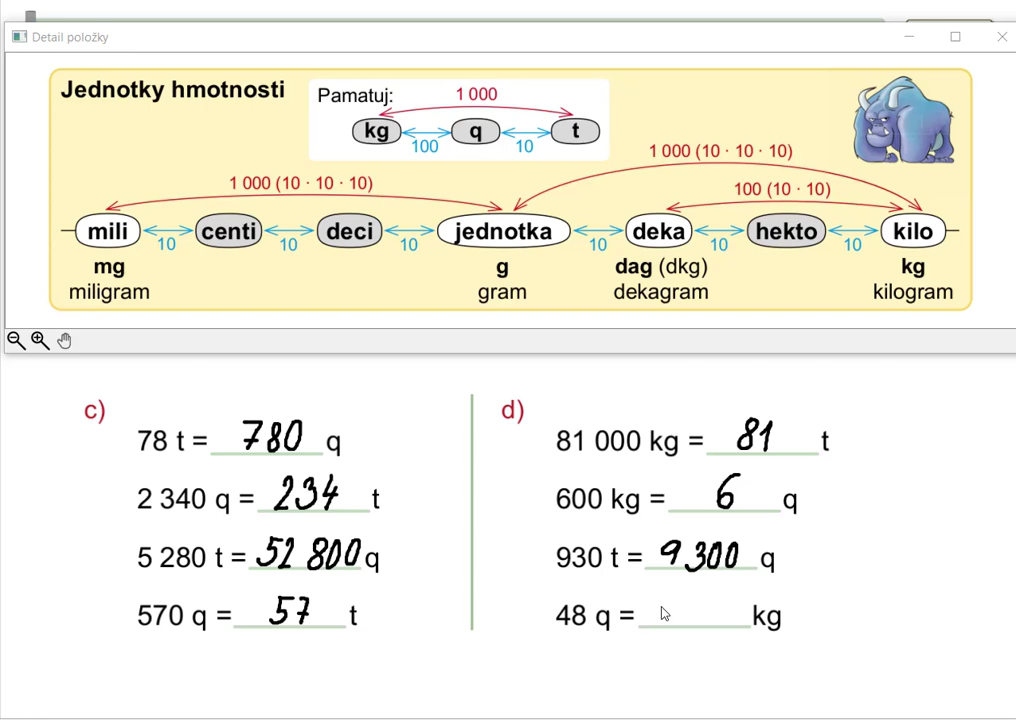 Detail položky
Jednotky hmotnosti
Pamatuj:
1 000
kg q t
100 10
1 000 (10 · 10 · 10)
1 000 (10 · 10 · 10)
100 (10 · 10)
mili centi deci jednotka deka hekto kilo
10 10 10 10 10 10
mg g dag (dkg) kg
miligram gram dekagram kilogram
c)
78 t = 780 q
2 340 q = 234 t
5 280 t = 52 800 q
570 q = 57 t
d)
81 000 kg = 81 t
600 kg = 6 q
930 t = 9 300 q
48 q = kg